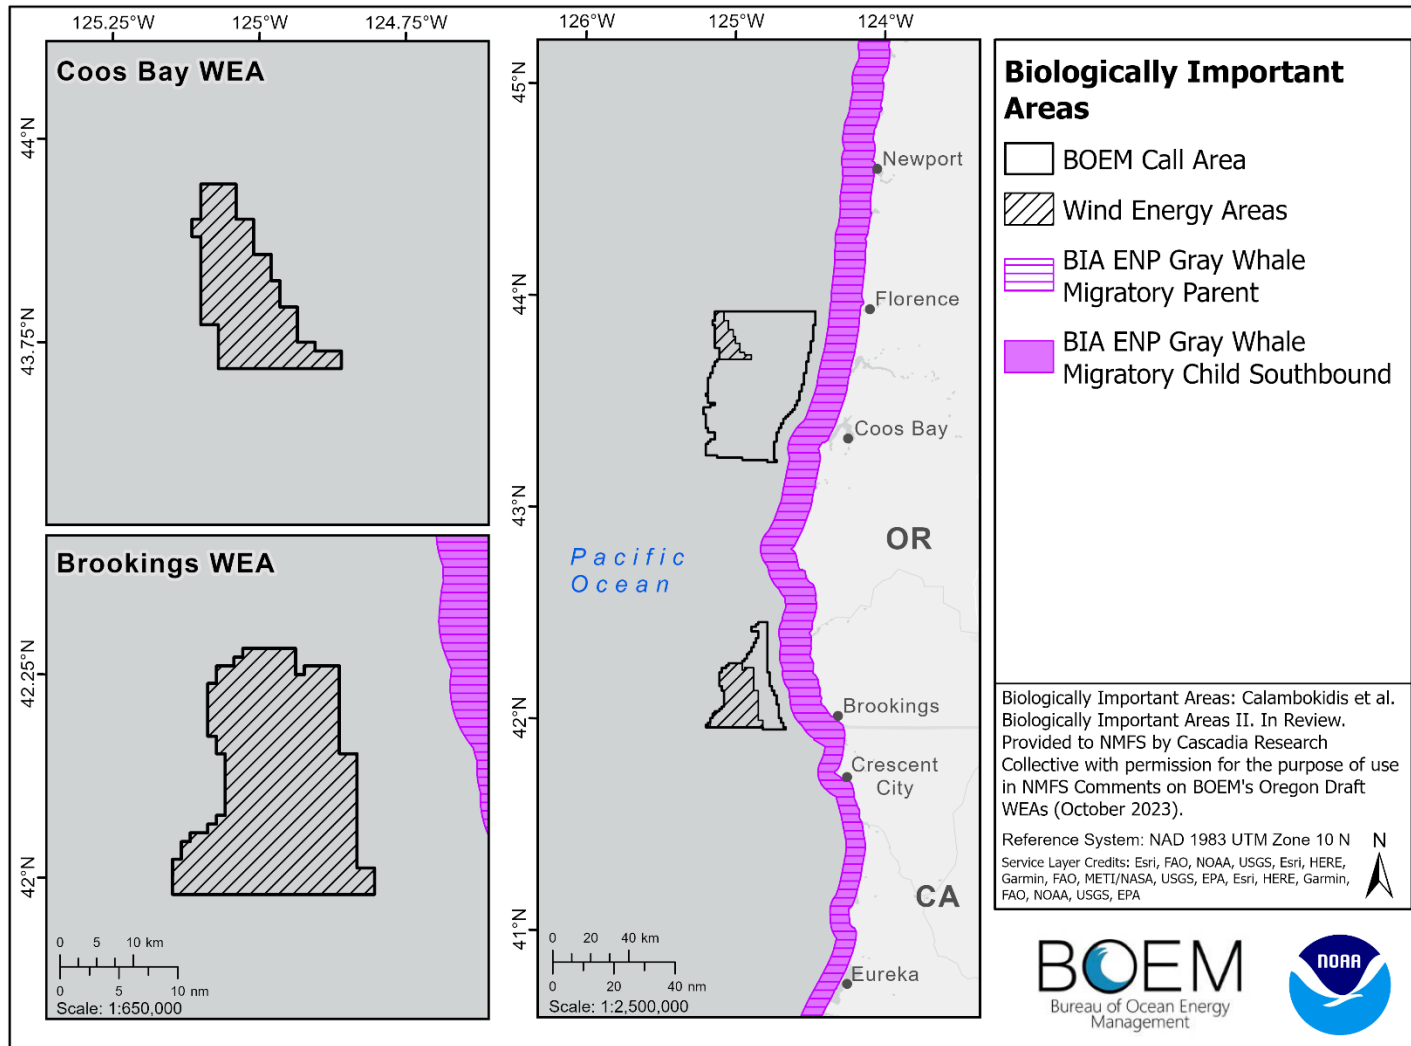 125.25°W 125°W 124.75°W
Coos Bay WEA
44°N
43.75°N
Brookings WEA
42.25°N
42°N
0 5 10 km
0 5 10 nm
Scale: 1:650,000
126°W 125°W 124°W
45°N
44°N
43°N
42°N
41°N
Newport
Florence
Coos Bay
OR
Pacific
Ocean
Brookings
Crescent
City
CA
Eureka
0 20 40 km
0 20 40 nm
Scale: 1:2,500,000
Biologically Important
Areas
BOEM Call Area
Wind Energy Areas
BIA ENP Gray Whale
Migratory Parent
BIA ENP Gray Whale
Migratory Child Southbound
Biologically Important Areas: Calambokidis et al.
Biologically Important Areas II. In Review.
Provided to NMFS by Cascadia Research
Collective with permission for the purpose of use
in NMFS Comments on BOEM's Oregon Draft
WEAs (October 2023).
Reference System: NAD 1983 UTM Zone 10 N
N
Service Layer Credits: Esri, FAO, NOAA, USGS, Esri, HERE,
Garmin, FAO, METI/NASA, USGS, EPA, Esri, HERE, Garmin,
FAO, NOAA, USGS, EPA
BOEM
Bureau of Ocean Energy
Management
NOAA